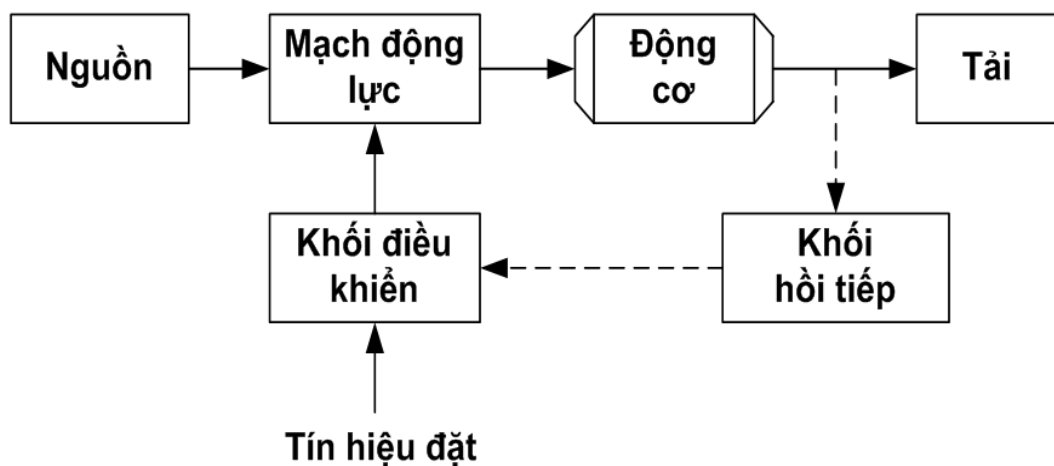 Nguồn
Mạch động
lực
Động
cơ
Tải
Khối điều
khiển
Khối
hồi tiếp
Tín hiệu đặt